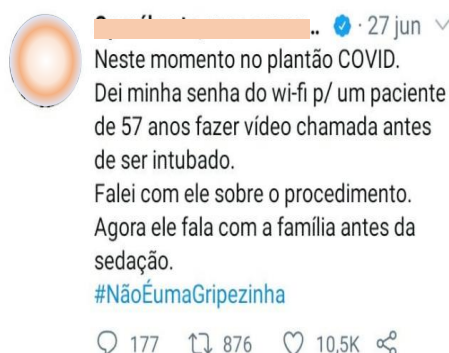 .. · 27 jun
Neste momento no plantão COVID.
Dei minha senha do wi-fi p/ um paciente
de 57 anos fazer vídeo chamada antes
de ser intubado.
Falei com ele sobre o procedimento.
Agora ele fala com a família antes da
sedação.
#NãoÉumaGripezinha
177 876 10,5K